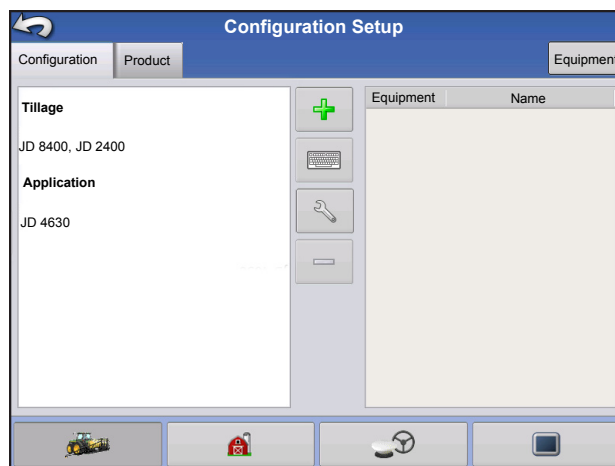 Configuration Setup
Configuration Product Equipment
Equipment Name
Tillage
JD 8400, JD 2400
Application
JD 4630